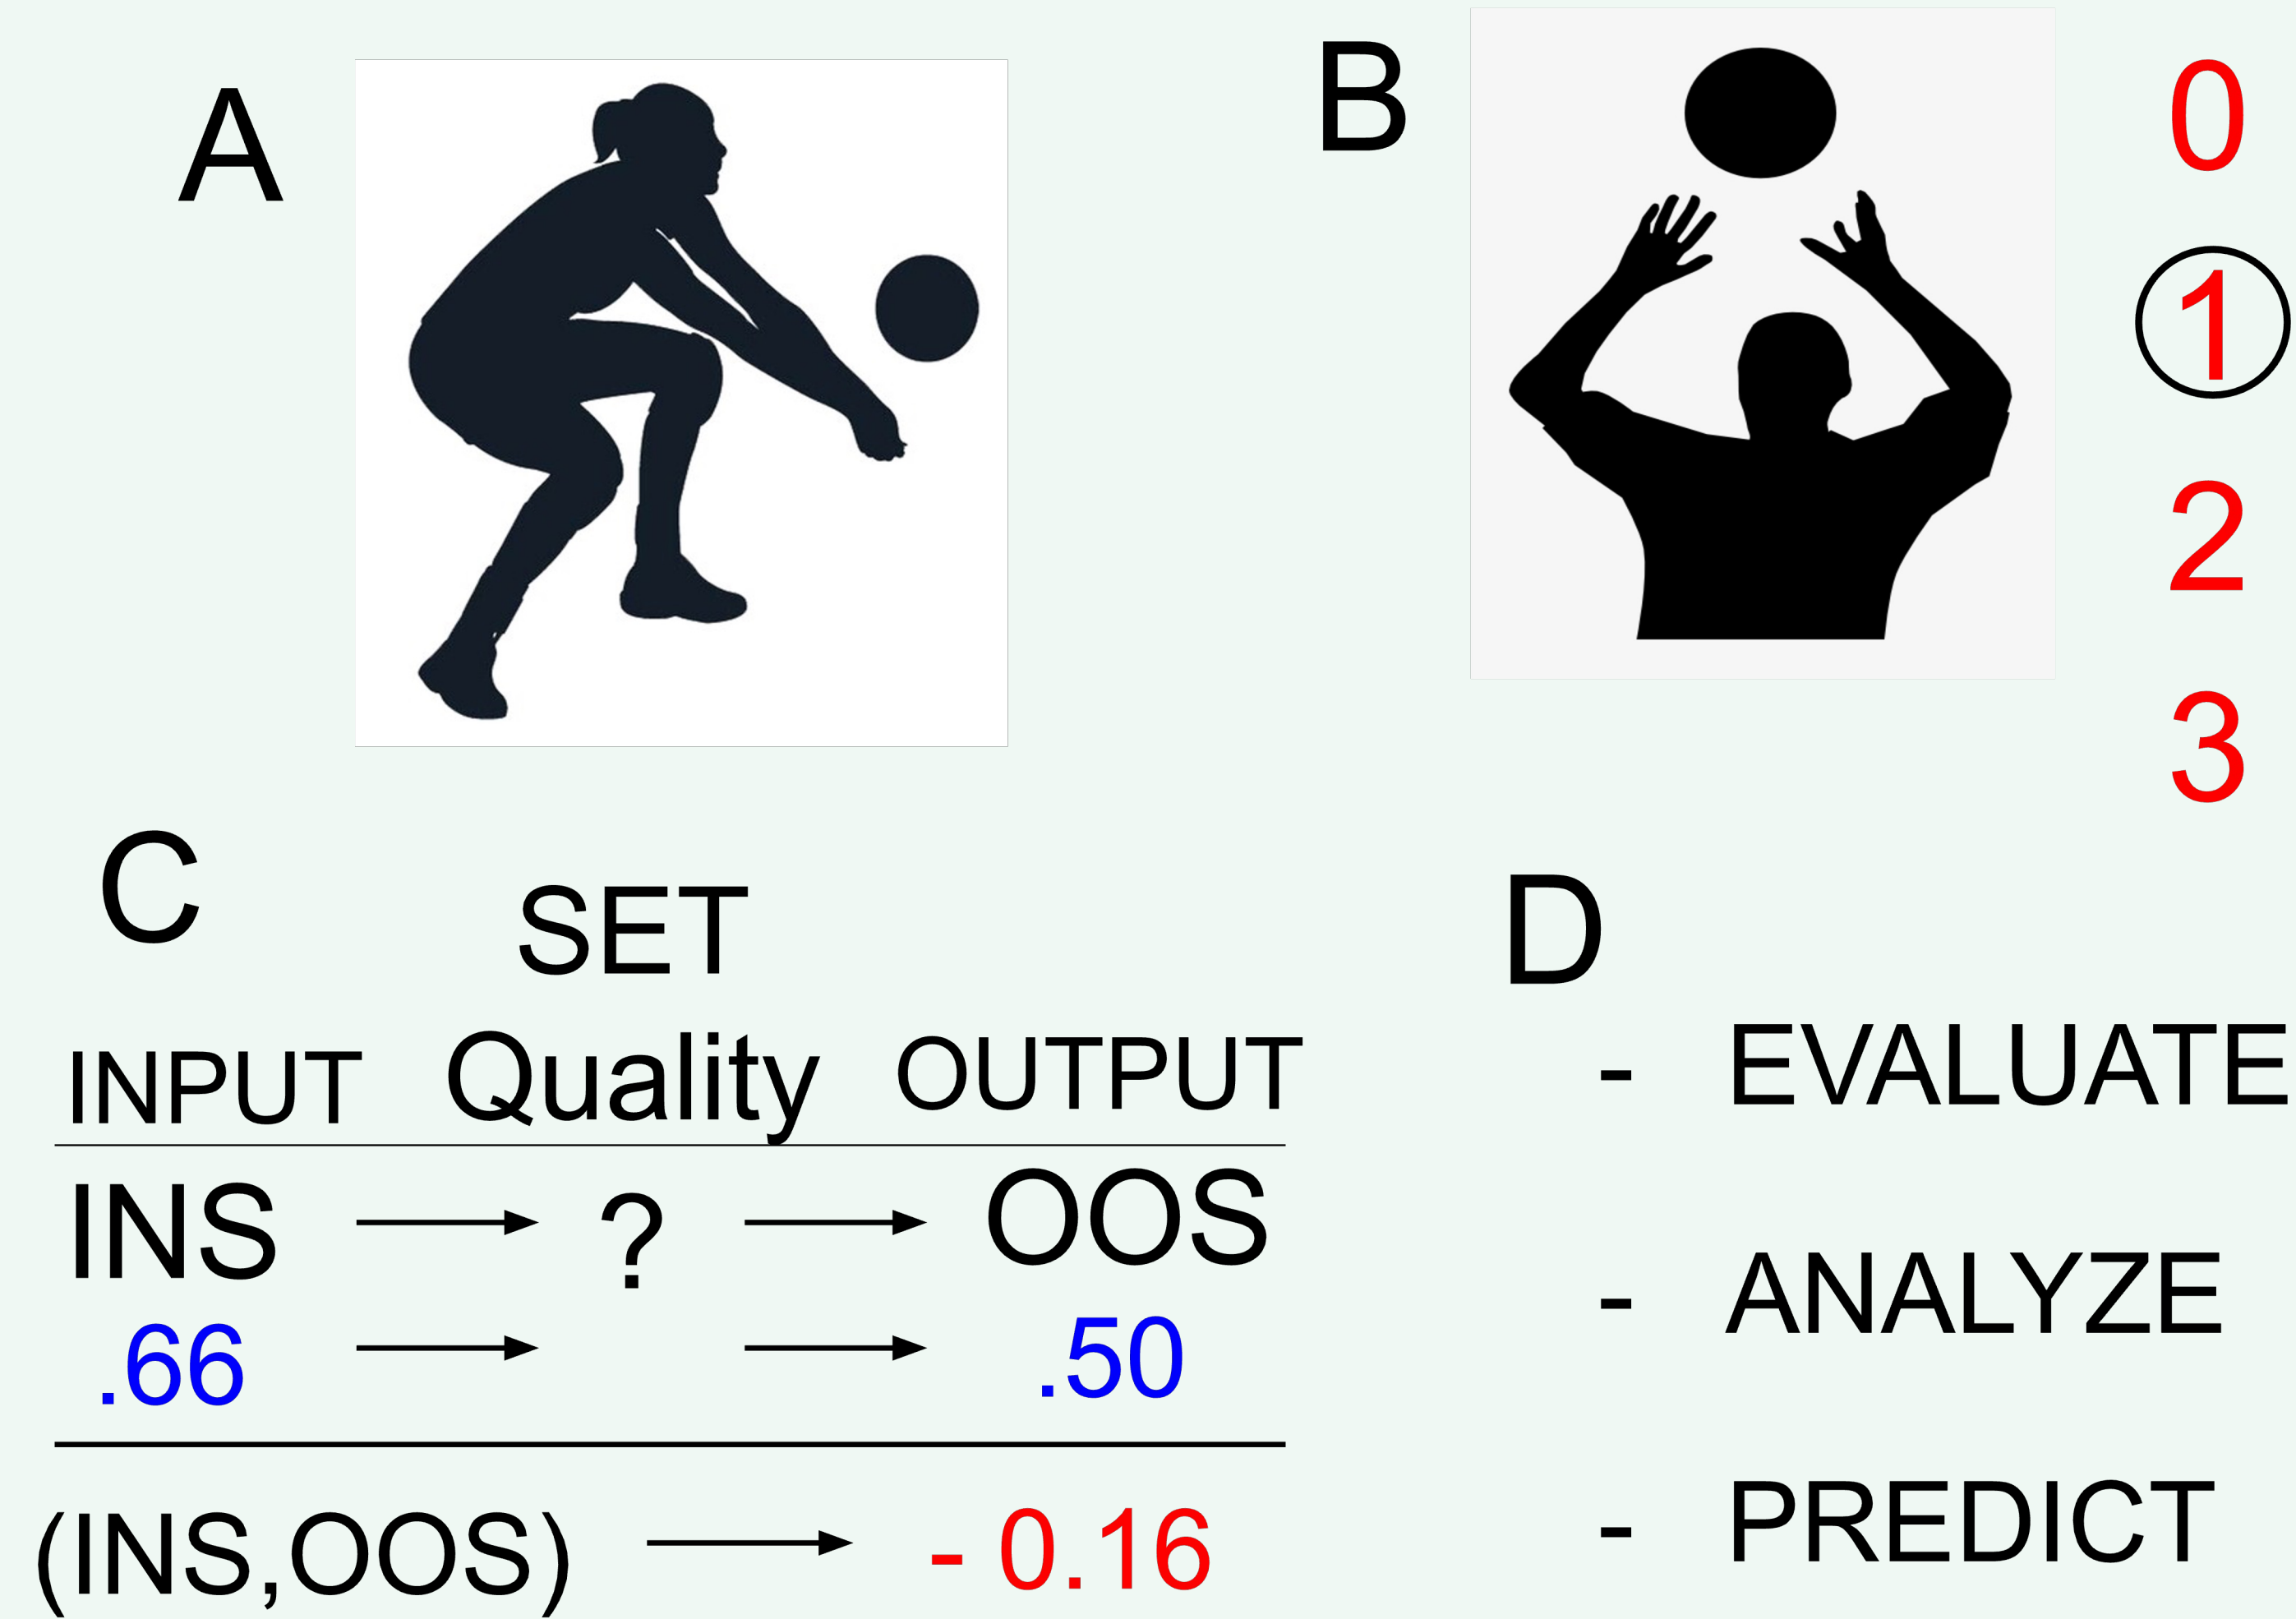 A
B
0
1
2
3
C
SET
INPUT Quality OUTPUT
INS ? OOS
.66 .50
(INS,OOS) - 0.16
D
- EVALUATE
- ANALYZE
- PREDICT